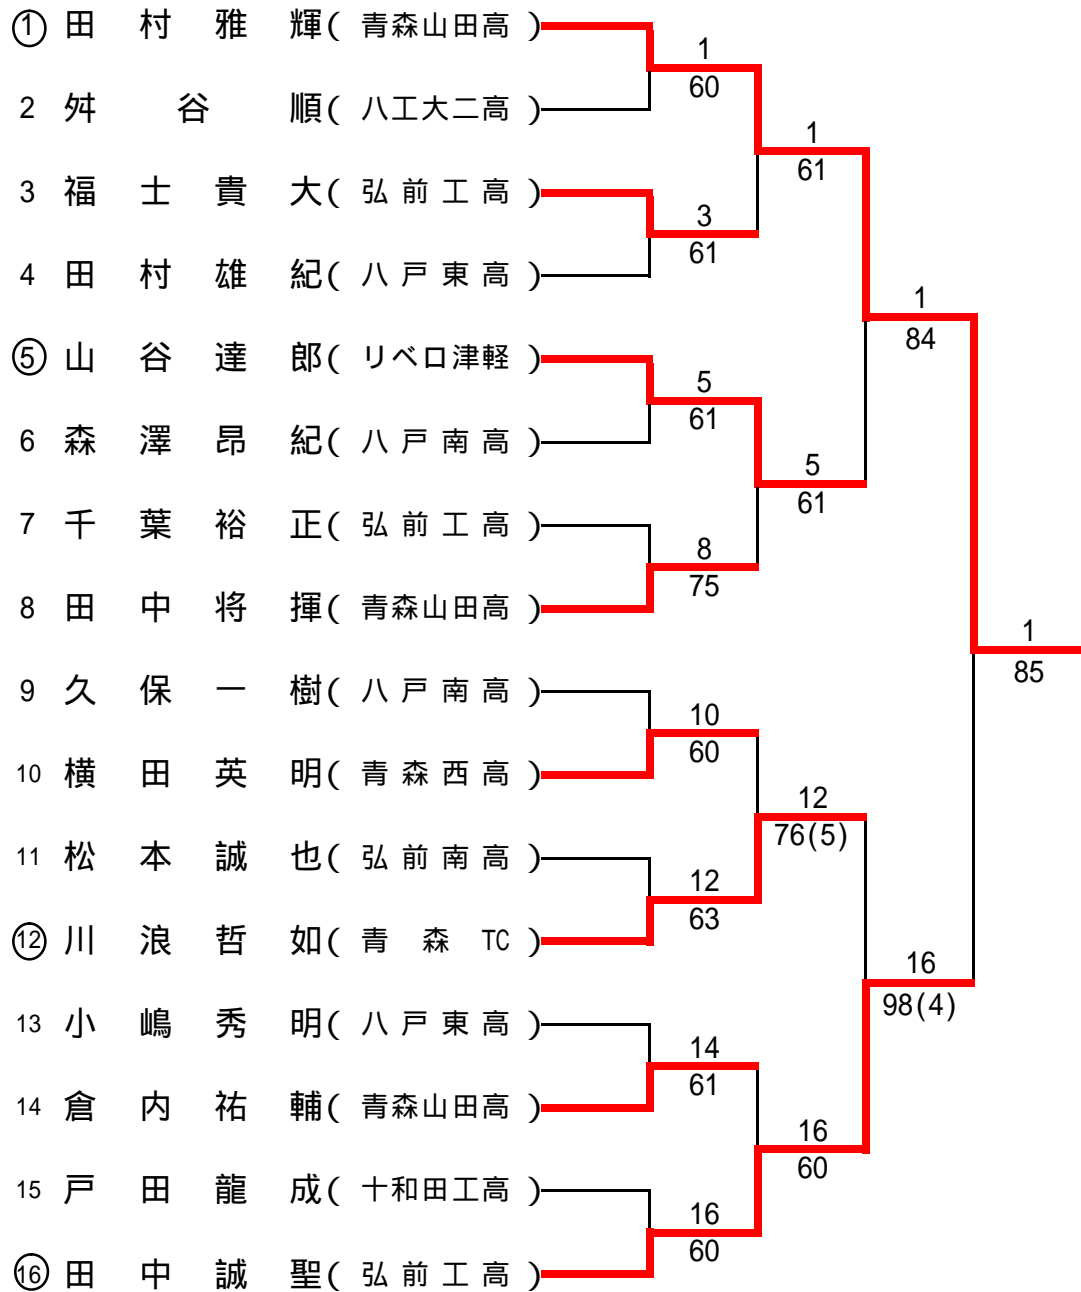 ① 田村雅輝( 青森山田高 )
1
60
2 舛谷順( 八工大二高 )
1
61
3 福士貴大( 弘前工高 )
3
61
4 田村雄紀( 八戸東高 )
1
84
⑤ 山谷達郎( リベロ津軽 )
5
61
6 森澤昂紀( 八戸南高 )
5
61
7 千葉裕正( 弘前工高 )
8
75
8 田中将揮( 青森山田高 )
1
85
9 久保一樹( 八戸南高 )
10
60
10 横田英明( 青森西高 )
12
76(5)
11 松本誠也( 弘前南高 )
12
63
⑫ 川浪哲如( 青森TC )
16
98(4)
13 小嶋秀明( 八戸東高 )
14
61
14 倉内祐輔( 青森山田高 )
16
60
15 戸田龍成( 十和田工高 )
16
60
⑯ 田中誠聖( 弘前工高 )